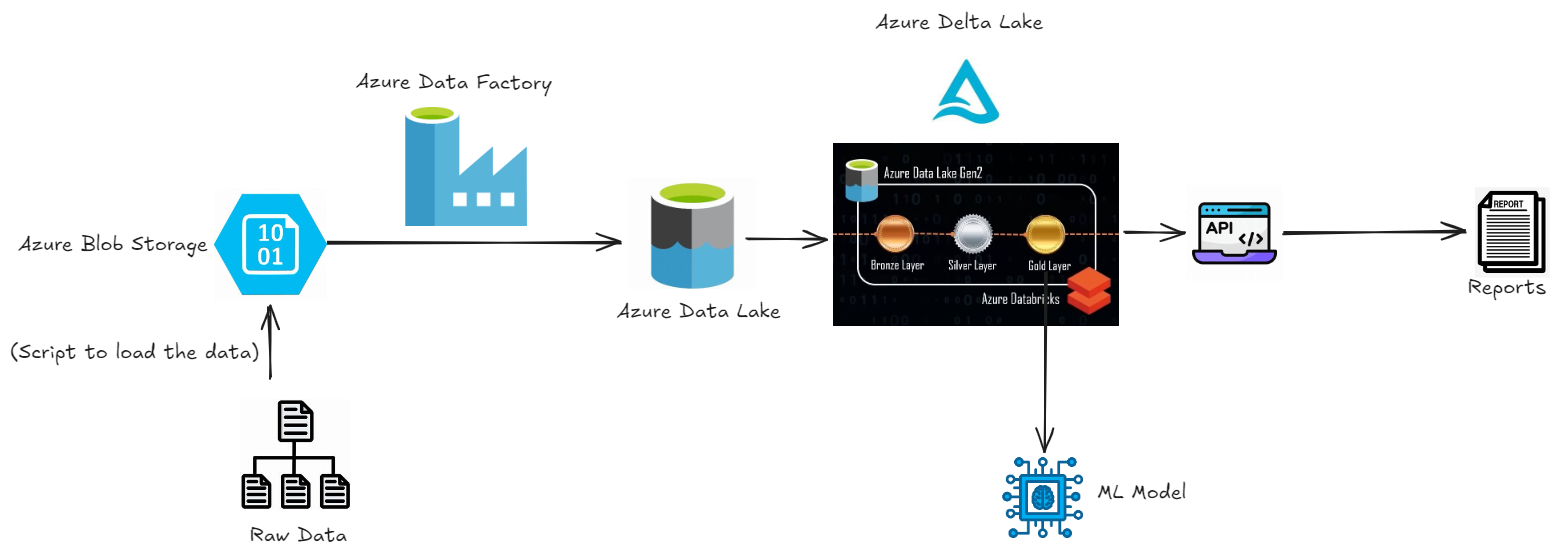 Azure Delta Lake
Azure Data Factory
Azure Data Lake Gen2
REPORT
10
01
API
</>
Azure Blob Storage
Bronze Layer
Silver Layer
Gold Layer
Reports
Azure Databricks
Azure Data Lake
(Script to load the data)
ML Model
Raw Data